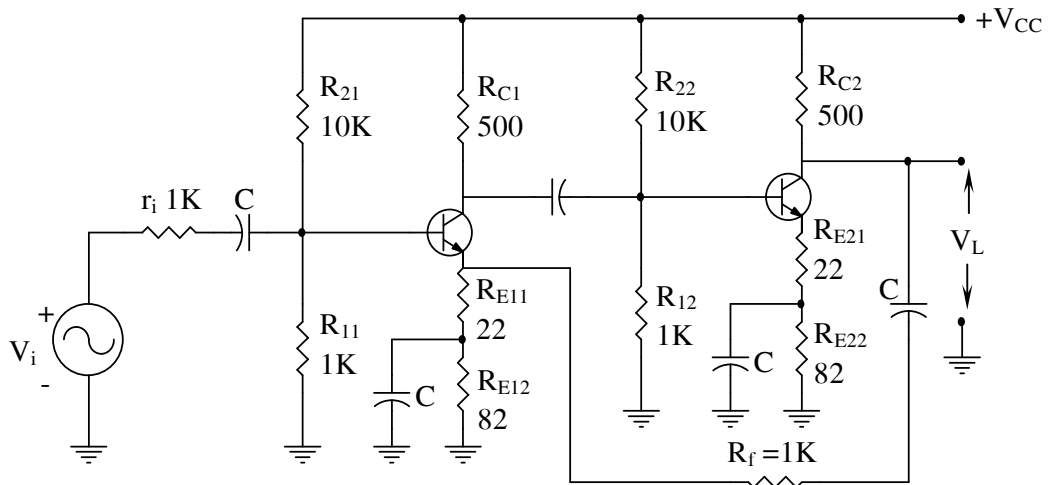 +V_CC
R_21
10K
R_C1
500
R_22
10K
R_C2
500
r_i 1K
C
R_E21
22
V_L
C
V_i
+
-
R_11
1K
R_E11
22
C
R_E12
82
R_12
1K
C
R_E22
82
R_f =1K